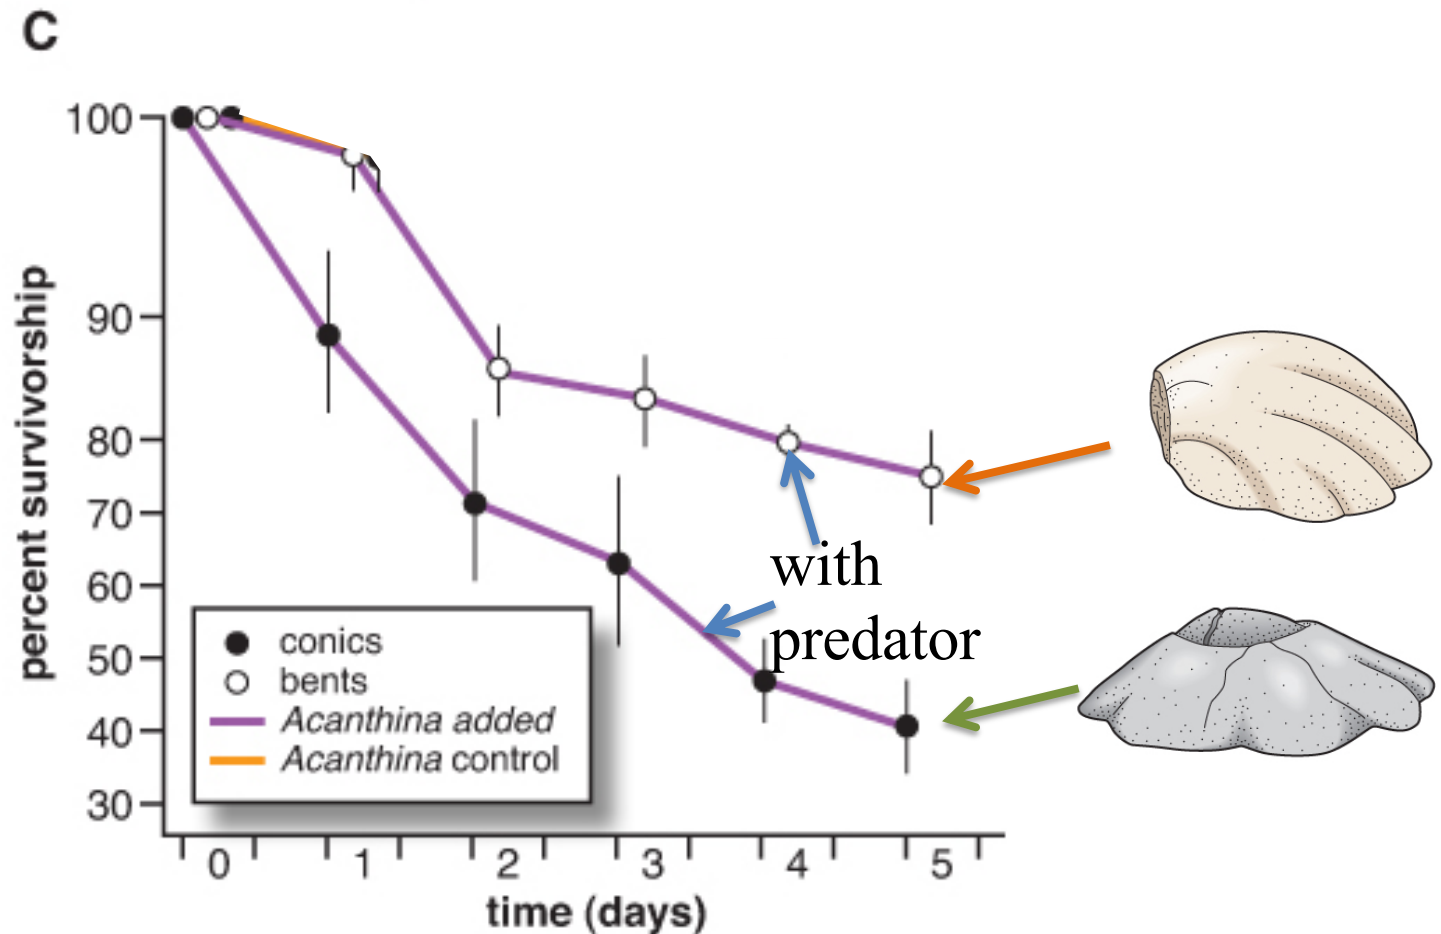 C
percent survivorship
100
90
80
70
60
50
40
30
with
predator
conics
bents
Acanthina added
Acanthina control
0 1 2 3 4 5
time (days)